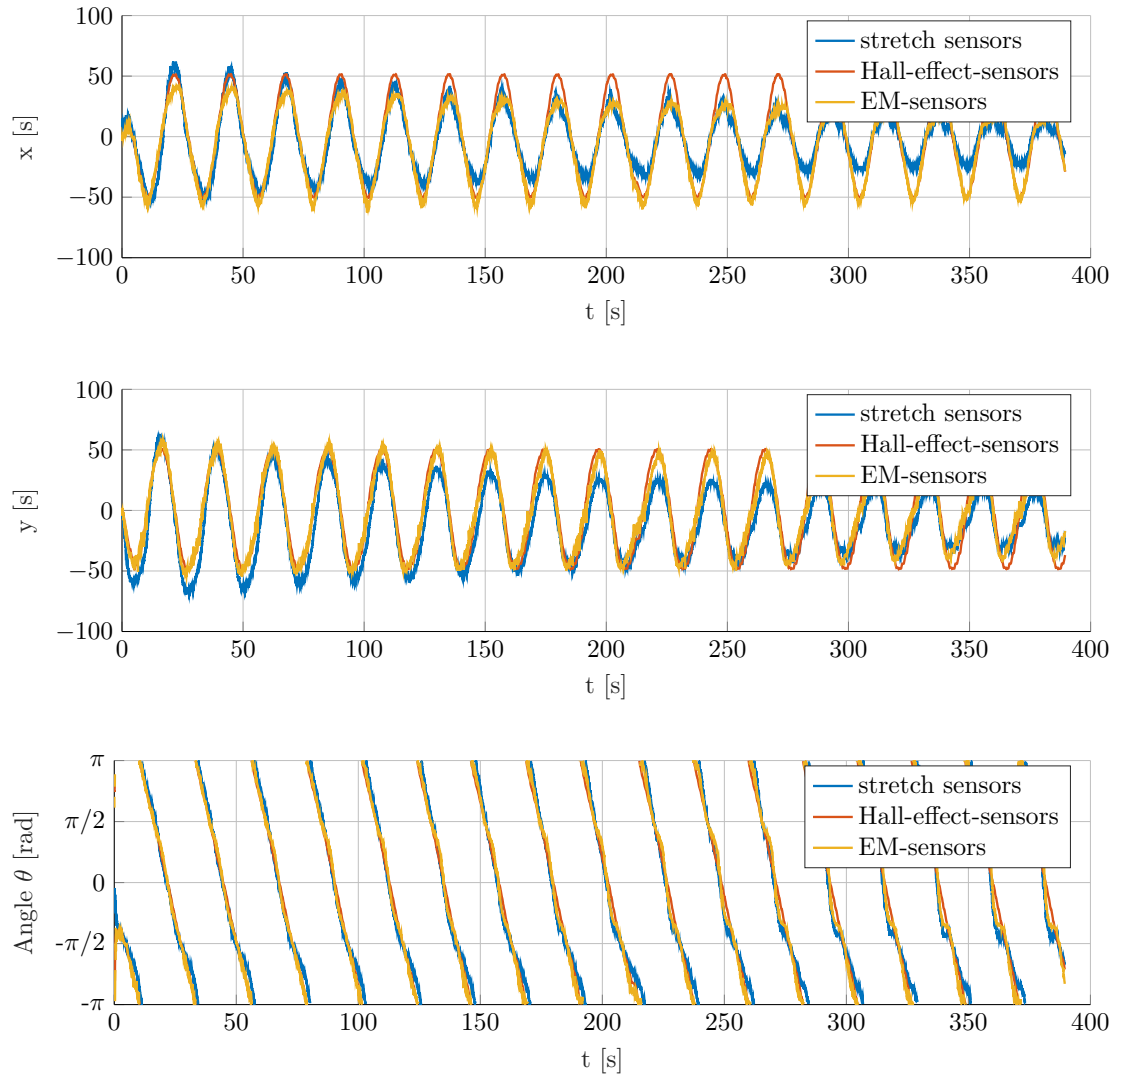 100
50
0
−50
−100
x [s]
stretch sensors
Hall-effect-sensors
EM-sensors
0 50 100 150 200 250 300 350 400
t [s]
100
50
0
−50
−100
y [s]
stretch sensors
Hall-effect-sensors
EM-sensors
0 50 100 150 200 250 300 350 400
t [s]
π
π/2
0
-π/2
-π
Angle θ [rad]
stretch sensors
Hall-effect-sensors
EM-sensors
0 50 100 150 200 250 300 350 400
t [s]